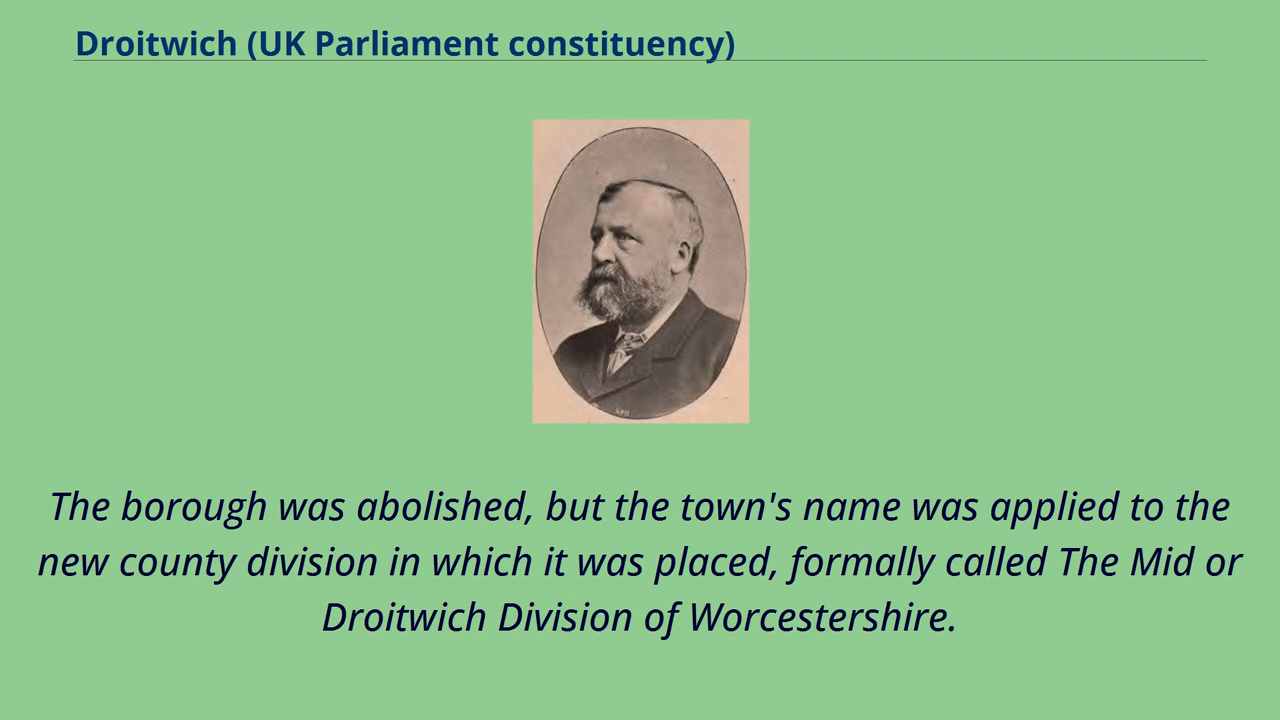 Droitwich (UK Parliament constituency)
The borough was abolished, but the town's name was applied to the
new county division in which it was placed, formally called The Mid or
Droitwich Division of Worcestershire.